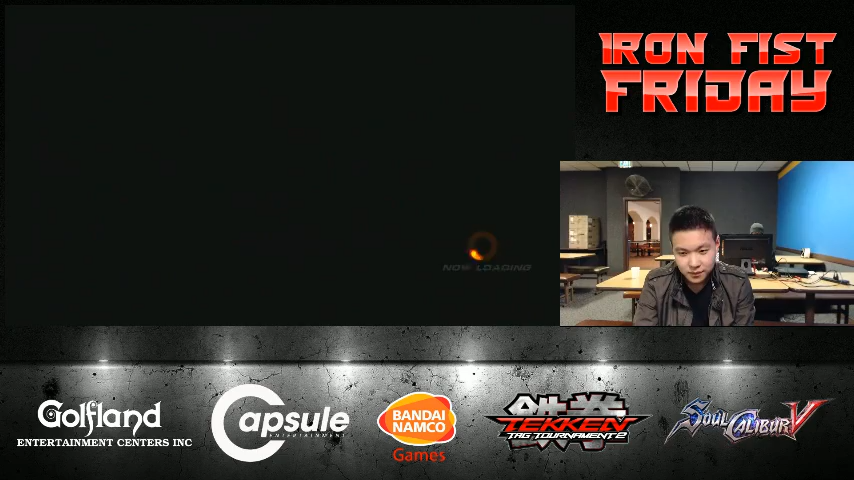 IRON FIST
FRIDAY
NOW LOADING
Golfland
ENTERTAINMENT CENTERS INC
Capsule
ENTERTAINMENT
BANDAI
NAMCO
Games
TEKKEN
TAG TOURNAMENT 2
SOUL
CALIBUR V